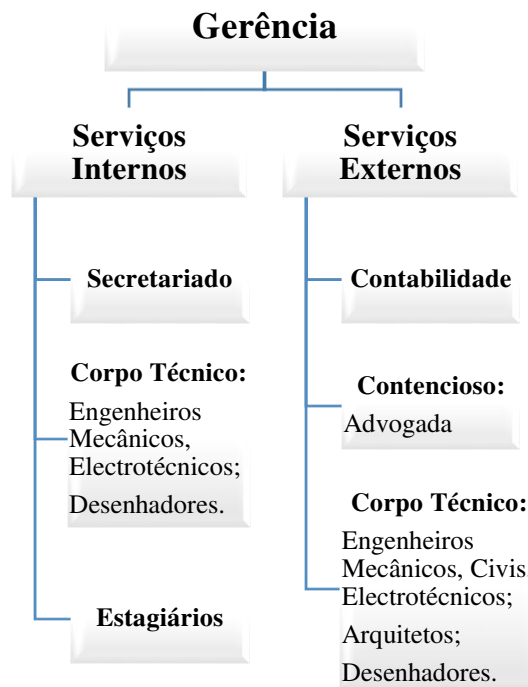 Gerência
Serviços
Internos
Secretariado
Corpo Técnico:
Engenheiros
Mecânicos,
Electrotécnicos;
Desenhadores.
Estagiários
Serviços
Externos
Contabilidade
Contencioso:
Advogada
Corpo Técnico:
Engenheiros
Mecânicos, Civis,
Electrotécnicos;
Arquitetos;
Desenhadores.